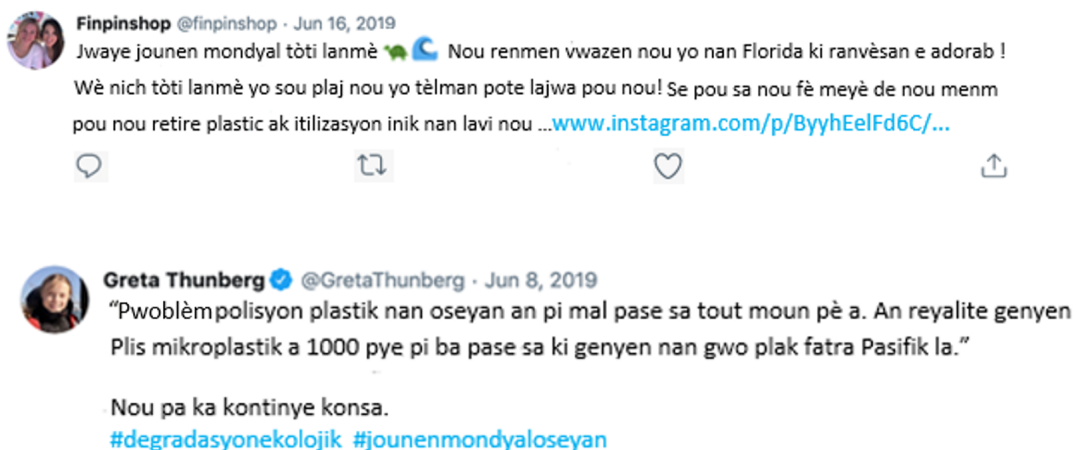 Finpinshop @finpinshop · Jun 16, 2019
Jwaye jounen mondyal tòti lanmè 🐢🌊 Nou renmen vwazen nou yo nan Florida ki ranvèsan e adorab !
Wè nich tòti lanmè yo sou plaj nou yo tèlman pote lajwa pou nou! Se pou sa nou fè meyè de nou menm
pou nou retire plastic ak itilizasyon inik nan lavi nou ...www.instagram.com/p/ByyhEelFd6C/...
Greta Thunberg @GretaThunberg · Jun 8, 2019
“Pwoblèm polisyon plastik nan oseyan an pi mal pase sa tout moun pè a. An reyalite genyen
Plis mikroplastik a 1000 pye pi ba pase sa ki genyen nan gwo plak fatra Pasifik la.”
Nou pa ka kontinye konsa.
#degradasyonekolojik #jounenmondyaloseyan